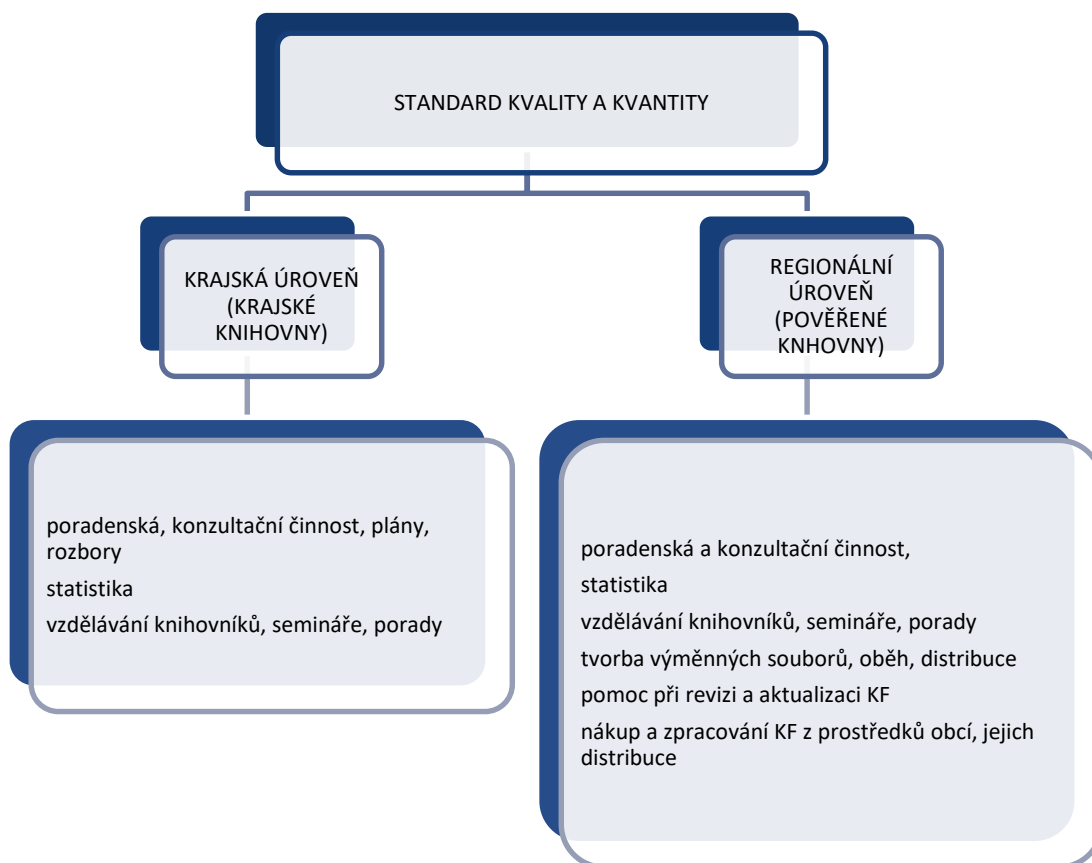 STANDARD KVALITY A KVANTITY
KRAJSKÁ ÚROVEŇ
(KRAJSKÉ
KNIHOVNY)
REGIONÁLNÍ
ÚROVEŇ
(POVĚŘENÉ
KNHOVNY)
poradenská, konzultační činnost, plány,
rozbory
statistika
vzdělávání knihovníků, semináře, porady
poradenská a konzultační činnost,
statistika
vzdělávání knihovníků, semináře, porady
tvorba výměnných souborů, oběh, distribuce
pomoc při revizi a aktualizaci KF
nákup a zpracování KF z prostředků obcí, jejich
distribuce